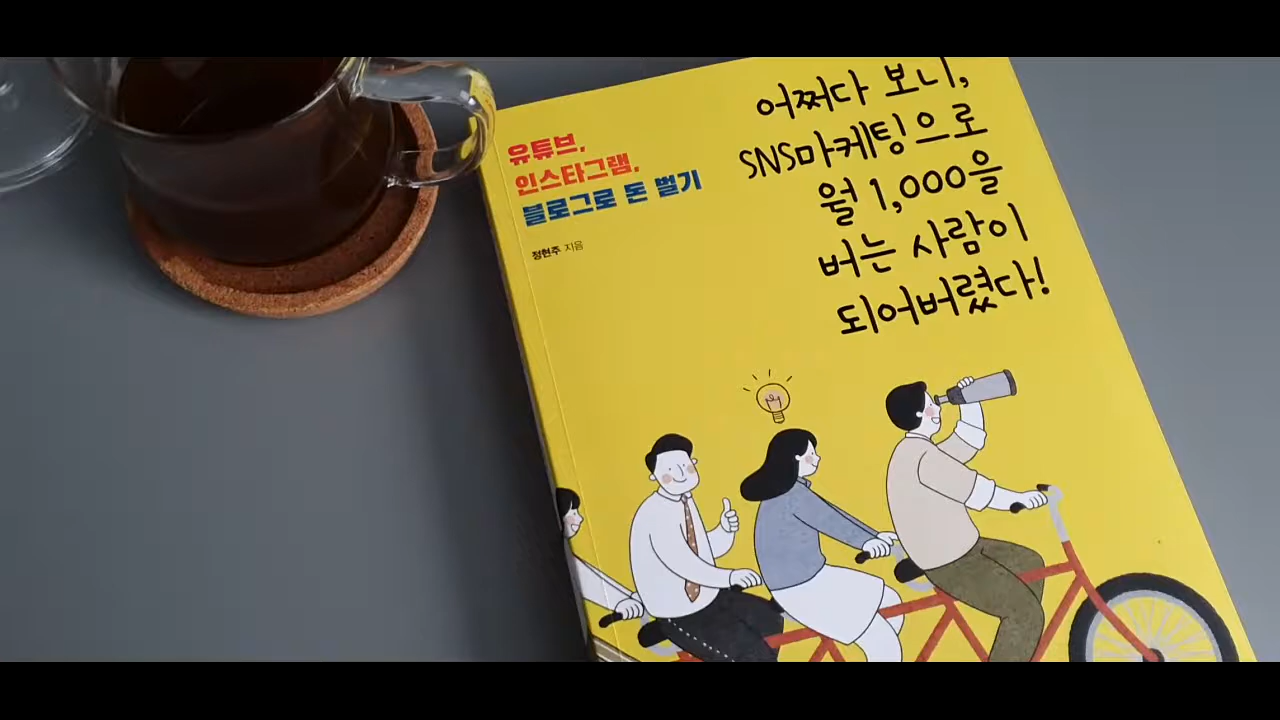 유튜브,
인스타그램,
블로그로 돈 벌기
정현주 지음
어쩌다 보니,
SNS마케팅으로
월 1,000을
버는 사람이
되어버렸다!